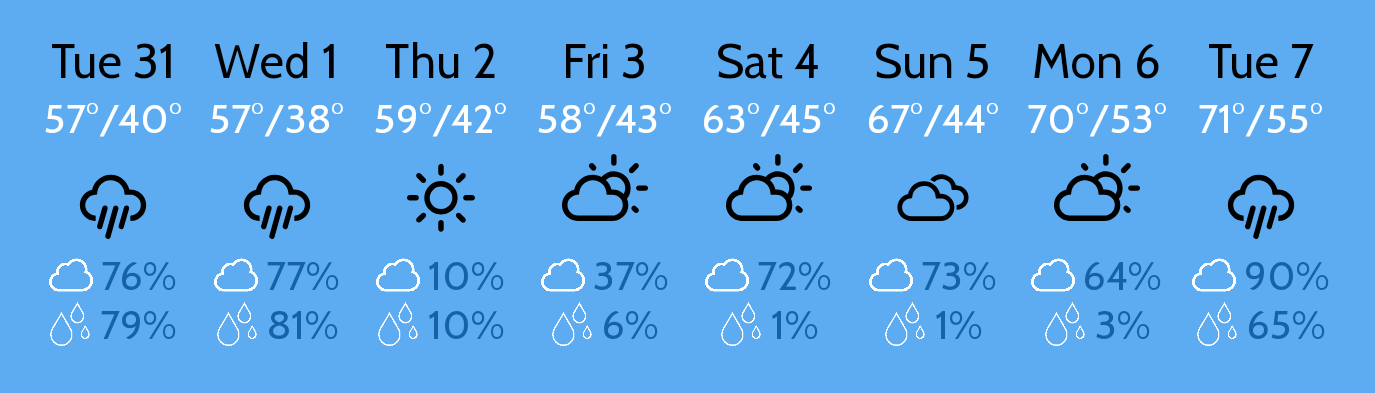 Tue 31 Wed 1 Thu 2 Fri 3 Sat 4 Sun 5 Mon 6 Tue 7
57°/40° 57°/38° 59°/42° 58°/43° 63°/45° 67°/44° 70°/53° 71°/55°
76% 77% 10% 37% 72% 73% 64% 90%
79% 81% 10% 6% 1% 1% 3% 65%